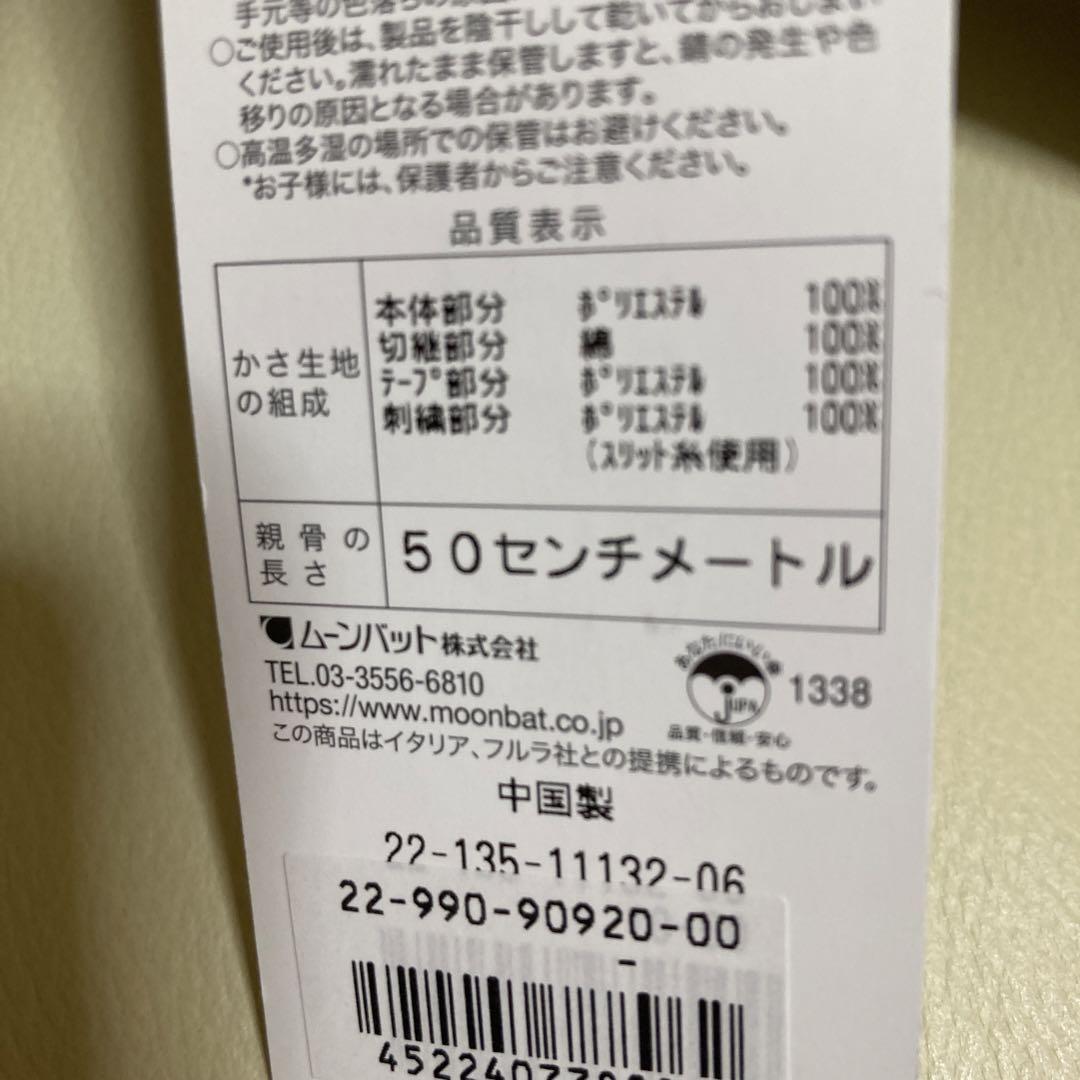 手元等の色落ちの原因
○ご使用後は、製品を陰干しして乾いてからおしまい
ください。濡れたまま保管しますと、錆の発生や色
移りの原因となる場合があります。
○高温多湿の場所での保管はお避けください。
*お子様には、保護者からご注意ください。
品質表示
かさ生地の組成
本体部分 ポリエステル 100%
切継部分 綿 100%
テープ部分 ポリエステル 100%
刺繍部分 ポリエステル 100%
(スリット糸使用)
親骨の長さ
50センチメートル
ムーンバット株式会社
TEL.03-3556-6810
https://www.moonbat.co.jp
あなたにいい傘
JUPA
品質・信頼・安心
1338
この商品はイタリア、フルラ社との提携によるものです。
中国製
22-135-11132-06
22-990-90920-00
-
452240